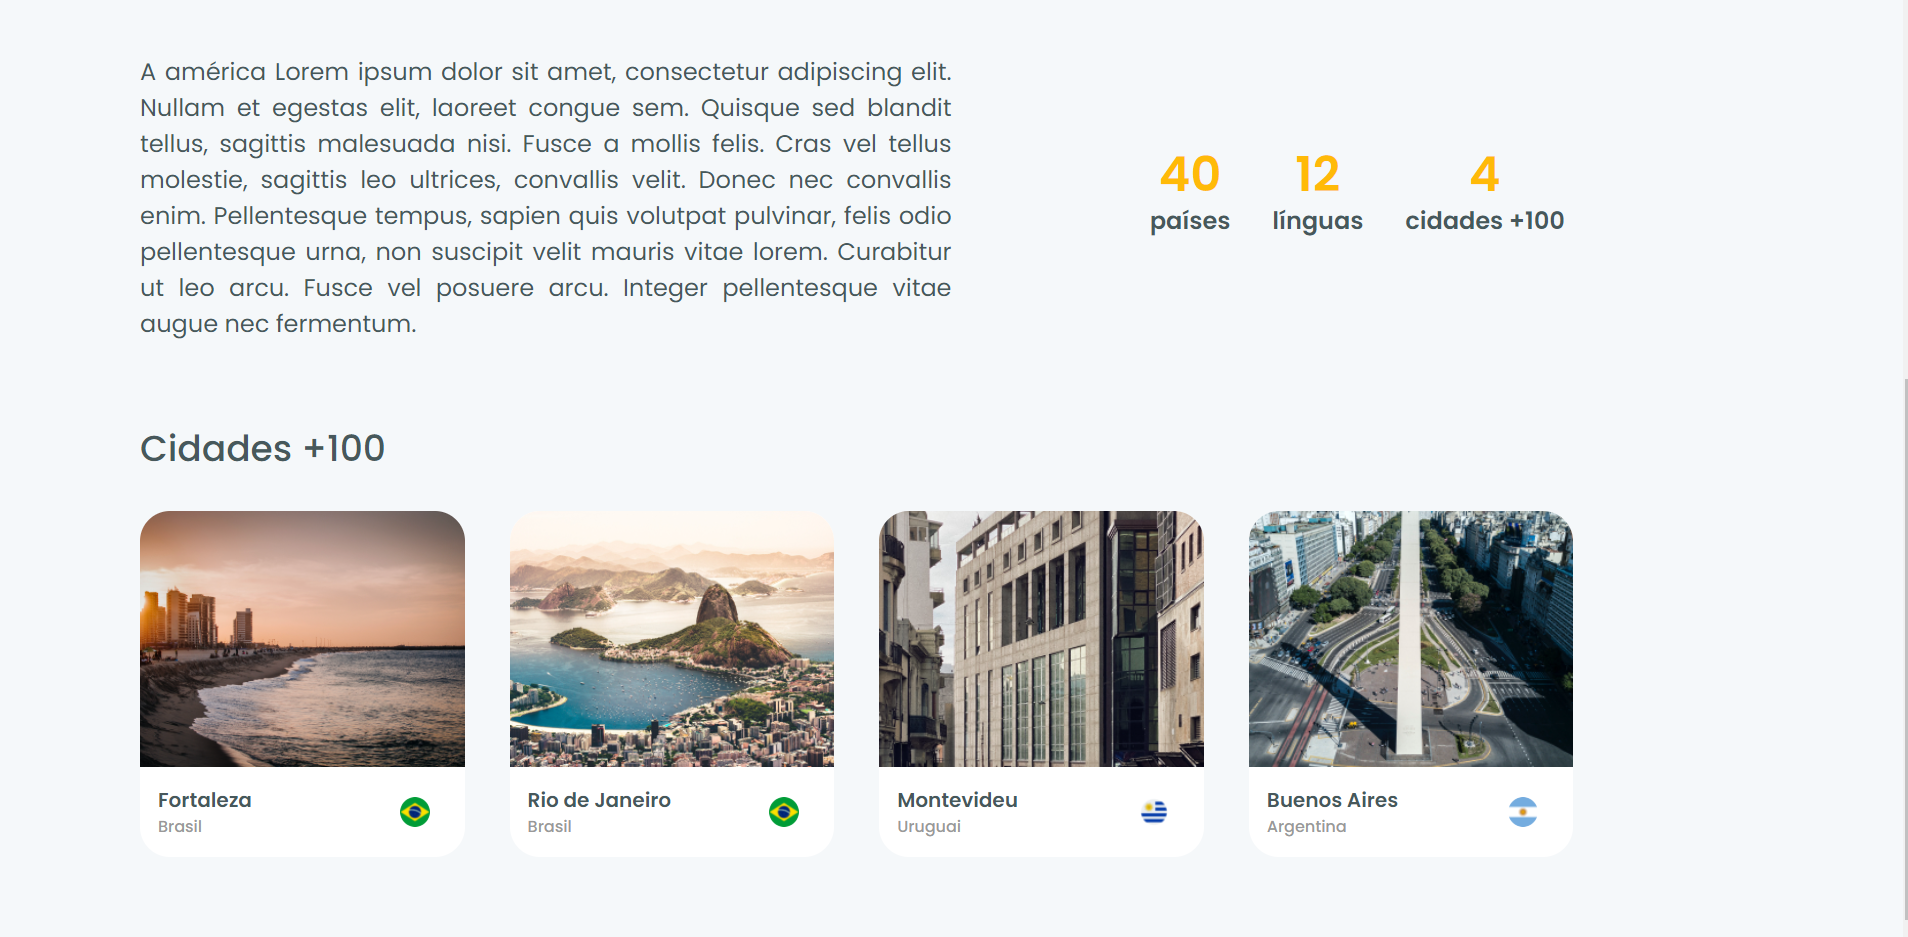 A américa Lorem ipsum dolor sit amet, consectetur adipiscing elit.
Nullam et egestas elit, laoreet congue sem. Quisque sed blandit
tellus, sagittis malesuada nisi. Fusce a mollis felis. Cras vel tellus
molestie, sagittis leo ultrices, convallis velit. Donec nec convallis
enim. Pellentesque tempus, sapien quis volutpat pulvinar, felis odio
pellentesque urna, non suscipit velit mauris vitae lorem. Curabitur
ut leo arcu. Fusce vel posuere arcu. Integer pellentesque vitae
augue nec fermentum.
40
países
12
línguas
4
cidades +100
Cidades +100
Fortaleza
Brasil
Rio de Janeiro
Brasil
Montevideu
Uruguai
Buenos Aires
Argentina